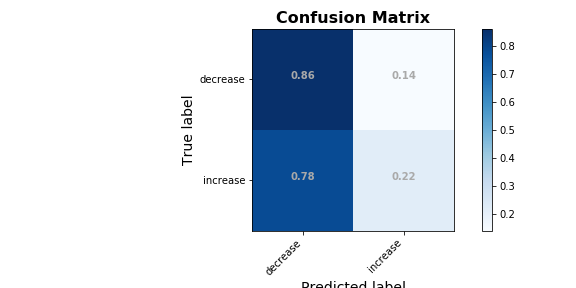 Confusion Matrix
True label
decrease
0.86
0.14
increase
0.78
0.22
decrease
increase
Predicted label
0.8
0.7
0.6
0.5
0.4
0.3
0.2